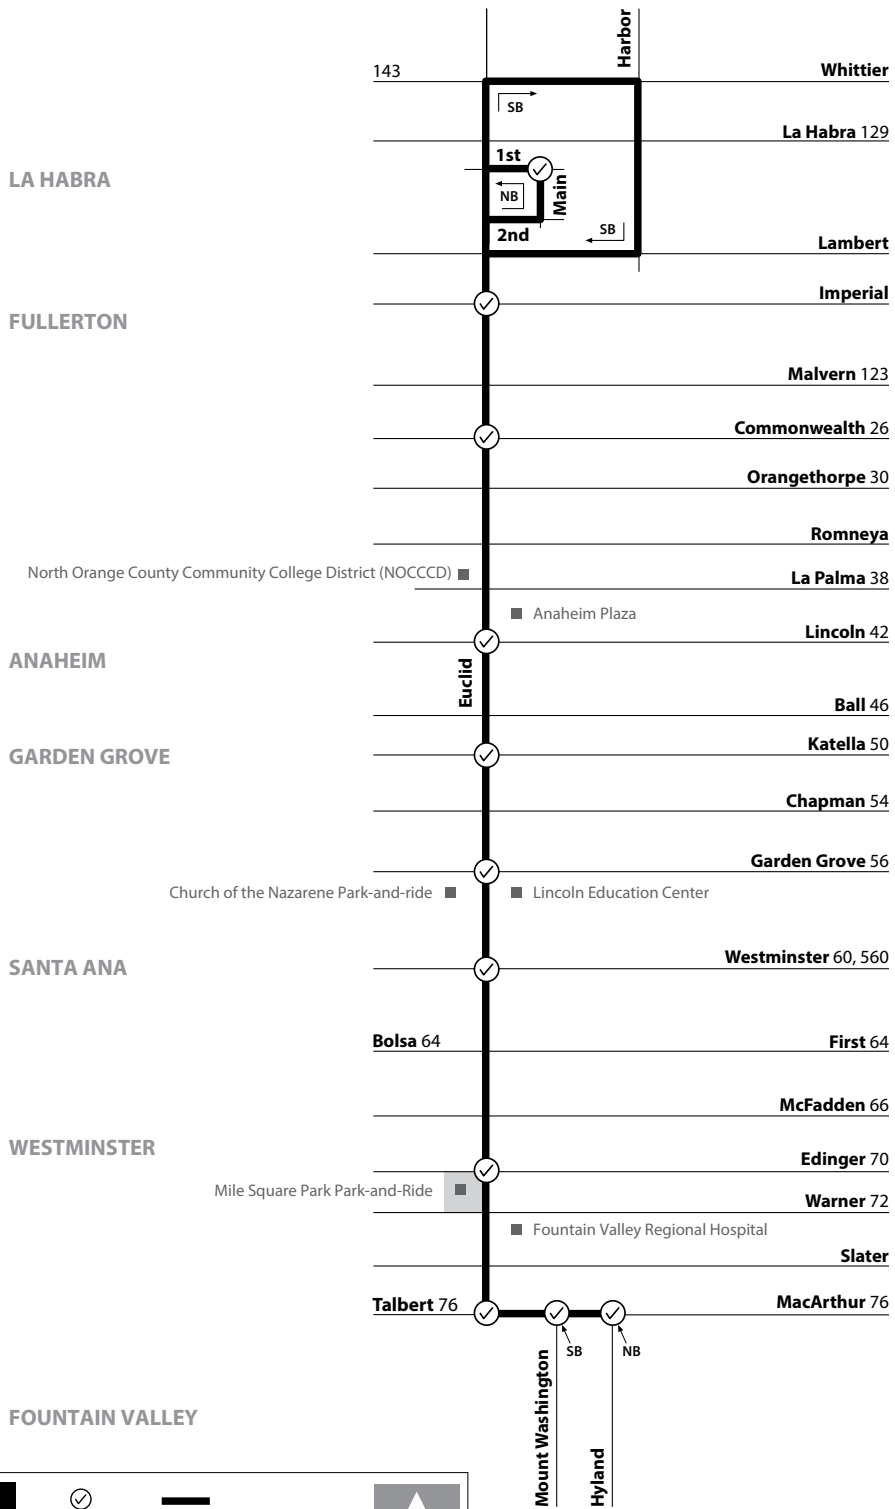 Harbor
143
Whittier
SB
La Habra 129
1st
LA HABRA
NB
Main
2nd
SB
Lambert
Imperial
FULLERTON
Malvern 123
Commonwealth 26
Orangethorpe 30
Romneya
North Orange County Community College District (NOCCCD)
La Palma 38
Anaheim Plaza
Lincoln 42
ANAHEIM
Euclid
Ball 46
Katella 50
GARDEN GROVE
Chapman 54
Garden Grove 56
Church of the Nazarene Park-and-ride
Lincoln Education Center
Westminster 60, 560
SANTA ANA
Bolsa 64
First 64
McFadden 66
WESTMINSTER
Edinger 70
Mile Square Park Park-and-Ride
Warner 72
Fountain Valley Regional Hospital
Slater
Talbert 76
MacArthur 76
SB
NB
Mount Washington
Hyland
FOUNTAIN VALLEY